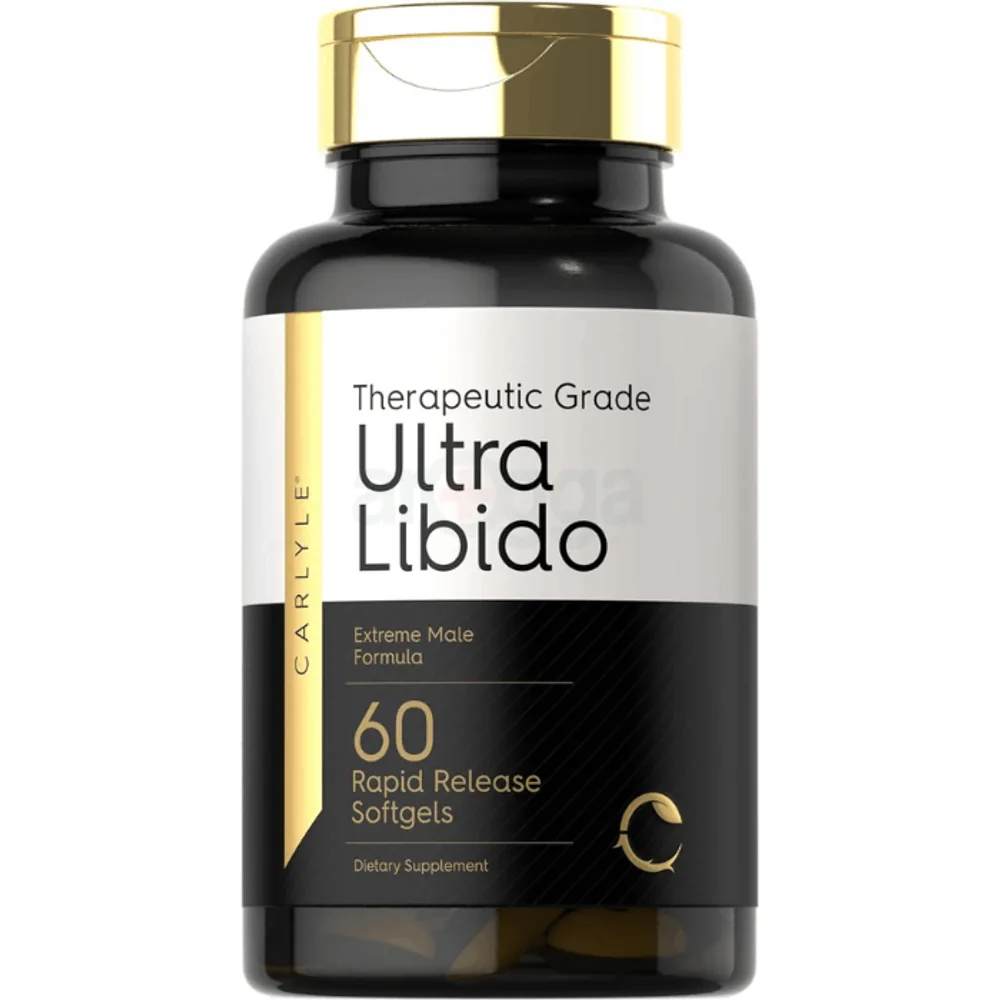 Therapeutic Grade
Ultra
Libido
CARLYLE®
Extreme Male
Formula
60
Rapid Release
Softgels
Dietary Supplement